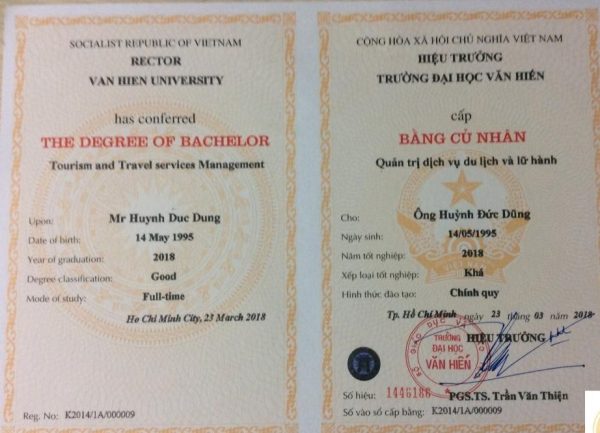 SOCIALIST REPUBLIC OF VIETNAM
RECTOR
VAN HIEN UNIVERSITY
has conferred
THE DEGREE OF BACHELOR
Tourism and Travel services Management
Upon: Mr Huynh Duc Dung
Date of birth: 14 May 1995
Year of graduation: 2018
Degree classification: Good
Mode of study: Full-time
Ho Chi Minh City, 23 March 2018
Reg. No: K2014/1A/000009
CỘNG HÒA XÃ HỘI CHỦ NGHĨA VIỆT NAM
HIỆU TRƯỞNG
TRƯỜNG ĐẠI HỌC VĂN HIẾN
cấp
BẰNG CỬ NHÂN
Quản trị dịch vụ du lịch và lữ hành
Cho: Ông Huỳnh Đức Dũng
Ngày sinh: 14/05/1995
Năm tốt nghiệp: 2018
Xếp loại tốt nghiệp: Khá
Hình thức đào tạo: Chính quy
Tp. Hồ Chí Minh ngày 23 tháng 03 năm 2018
HIỆU TRƯỞNG
TRƯỜNG
ĐẠI HỌC
VĂN HIẾN
Số hiệu: 1446186 PGS.TS. Trần Văn Thiện
Số vào sổ cấp bằng: K2014/1A/000009